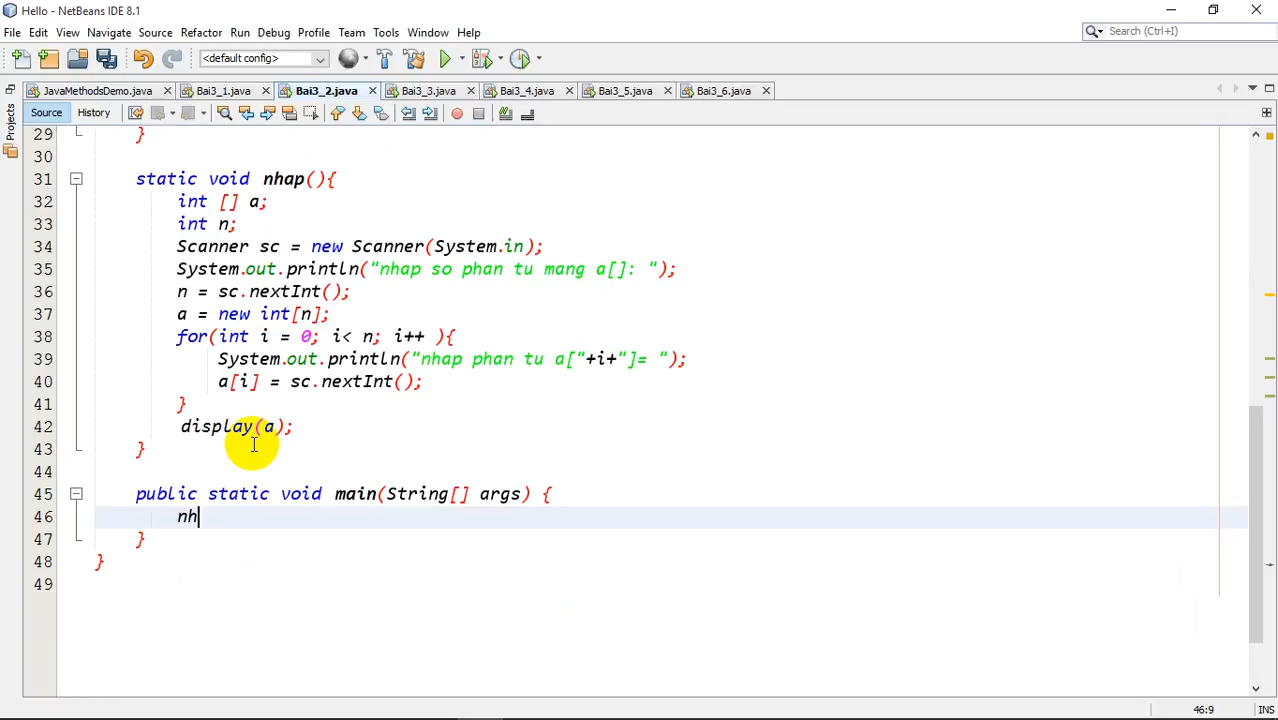 Hello - NetBeans IDE 8.1
File Edit View Navigate Source Refactor Run Debug Profile Team Tools Window Help
Search (Ctrl+I)
<default config>
JavaMethodsDemo.java Bai3_1.java Bai3_2.java Bai3_3.java Bai3_4.java Bai3_5.java Bai3_6.java
Source History
Projects
29 }
30
31 static void nhap(){
32 int [] a;
33 int n;
34 Scanner sc = new Scanner(System.in);
35 System.out.println("nhap so phan tu mang a[]: ");
36 n = sc.nextInt();
37 a = new int[n];
38 for(int i = 0; i< n; i++ ){
39 System.out.println("nhap phan tu a["+i+"]= ");
40 a[i] = sc.nextInt();
41 }
42 display(a);
43 }
44
45 public static void main(String[] args) {
46 nh
47 }
48 }
49
46:9 INS